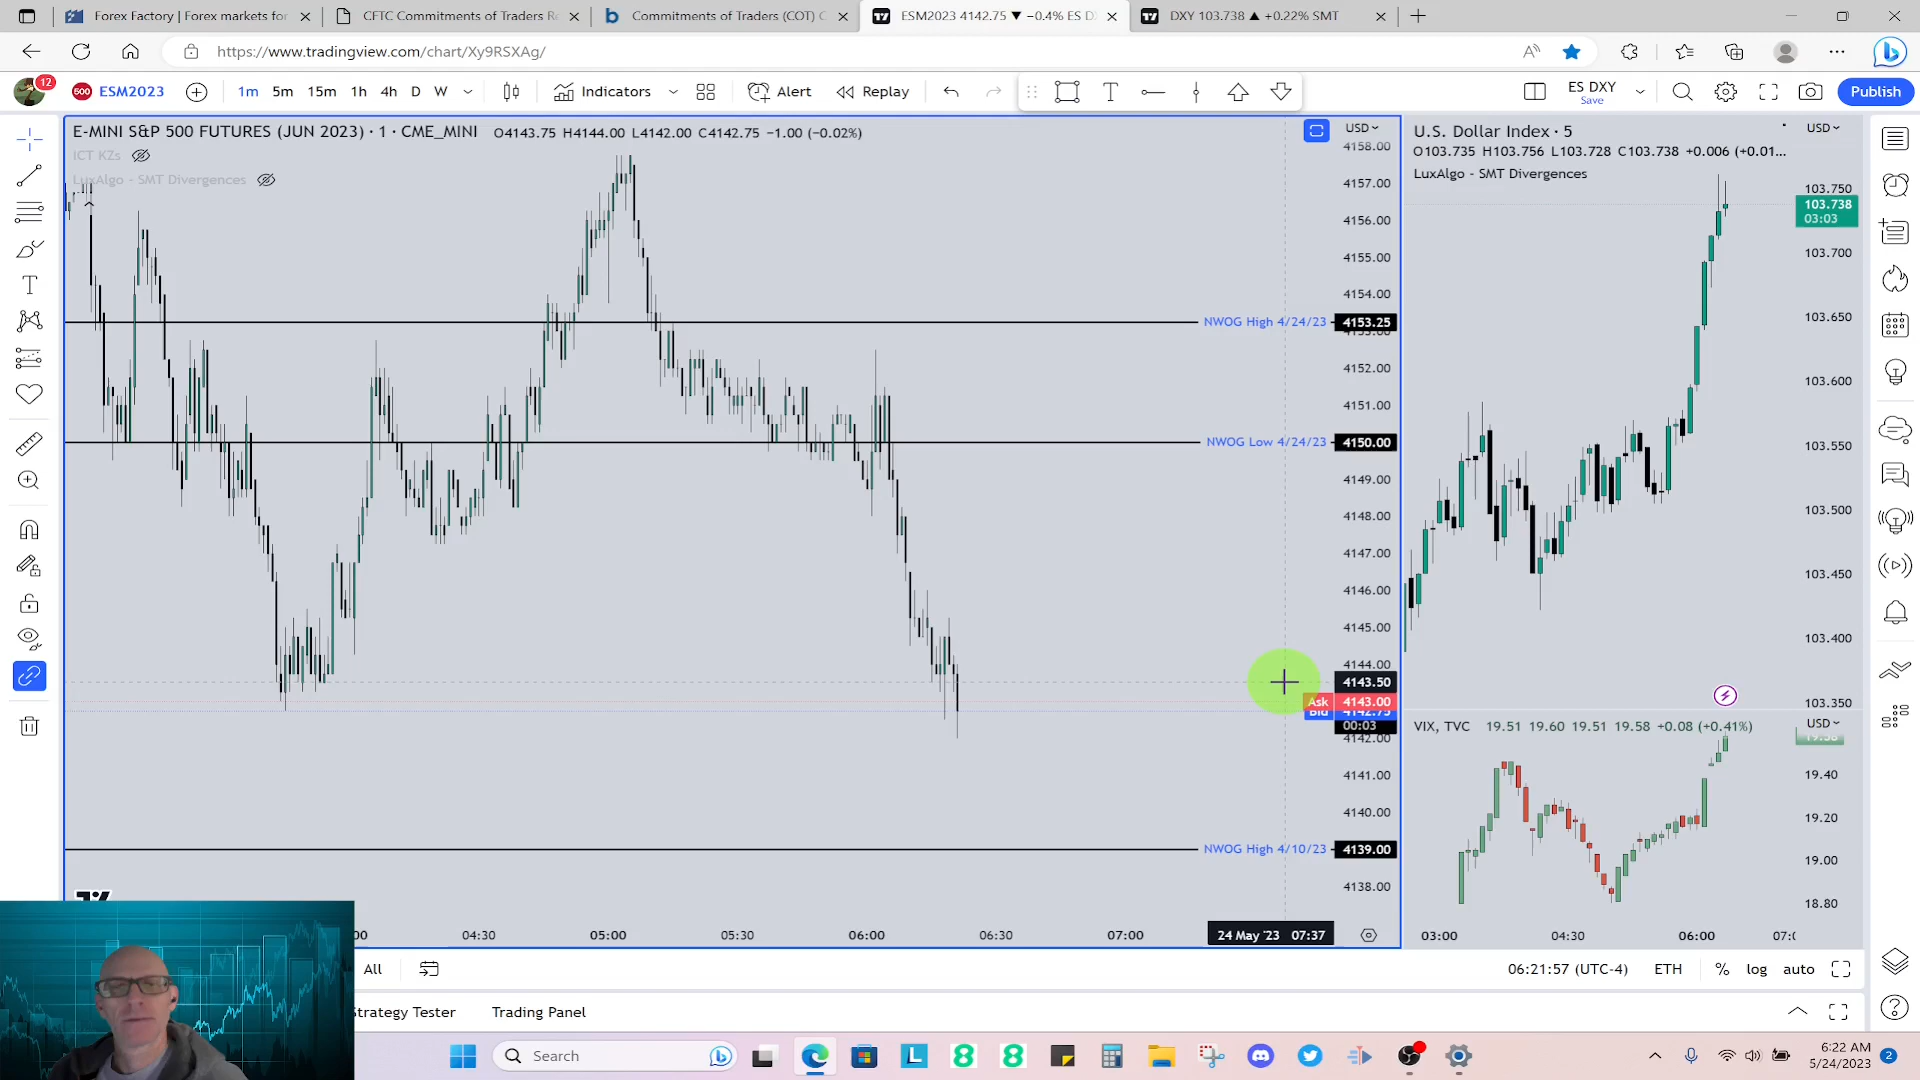 Forex Factory | Forex markets for
CFTC Commitments of Traders R
Commitments of Traders (COT) C
ESM2023 4142.75 ▼ −0.4% ES D
DXY 103.738 ▲ +0.22% SMT
https://www.tradingview.com/chart/Xy9RSXAg/
12
500 ESM2023
1m 5m 15m 1h 4h D W
Indicators
Alert
Replay
ES DXY
Save
Publish
E-MINI S&P 500 FUTURES (JUN 2023) · 1 · CME_MINI O4143.75 H4144.00 L4142.00 C4142.75 −1.00 (−0.02%)
ICT KZs
LuxAlgo - SMT Divergences
USD
4158.00
4157.00
4156.00
4155.00
4154.00
NWOG High 4/24/23 4153.25
4152.00
4151.00
NWOG Low 4/24/23 4150.00
4149.00
4148.00
4147.00
4146.00
4145.00
4144.00
4143.50
Ask 4143.00
Bid 4142.75
00:03
4142.00
4141.00
4140.00
NWOG High 4/10/23 4139.00
4138.00
04:30 05:00 05:30 06:00 06:30 07:00 24 May '23 07:37
U.S. Dollar Index · 5
USD
O103.735 H103.756 L103.728 C103.738 +0.006 (+0.01...
LuxAlgo - SMT Divergences
103.750
103.738
03:03
103.700
103.650
103.600
103.550
103.500
103.450
103.400
103.350
VIX, TVC 19.51 19.60 19.51 19.58 +0.08 (+0.41%)
USD
19.58
19.40
19.20
19.00
18.80
03:00 04:30 06:00
All
06:21:57 (UTC-4) ETH % log auto
Strategy Tester Trading Panel
Search
6:22 AM
5/24/2023
2